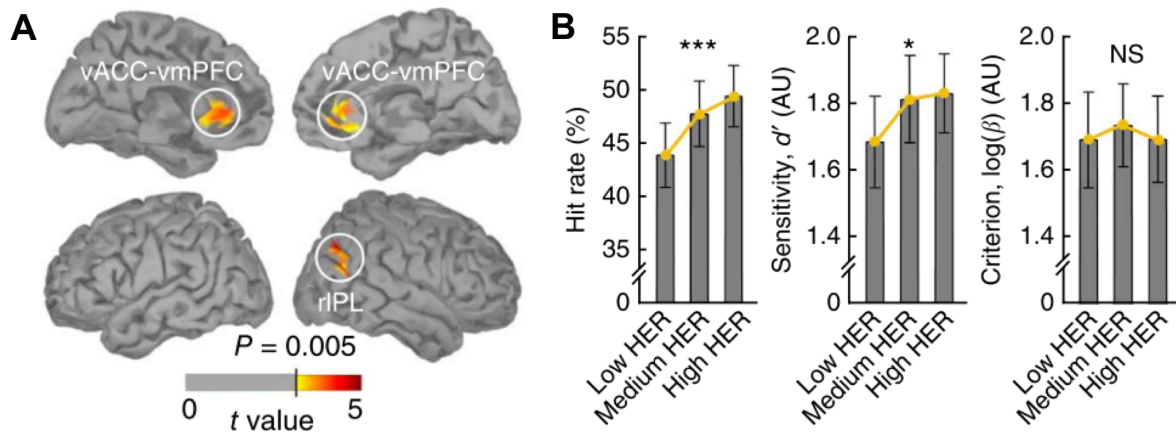 A
vACC-vmPFC
vACC-vmPFC
rIPL
P = 0.005
0
5
t value
B
Hit rate (%)
55
50
45
40
35
0
***
Low HER
Medium HER
High HER
Sensitivity, d′ (AU)
2.0
1.8
1.6
1.4
0
*
Low HER
Medium HER
High HER
Criterion, log(β) (AU)
2.0
1.8
1.6
1.4
0
NS
Low HER
Medium HER
High HER